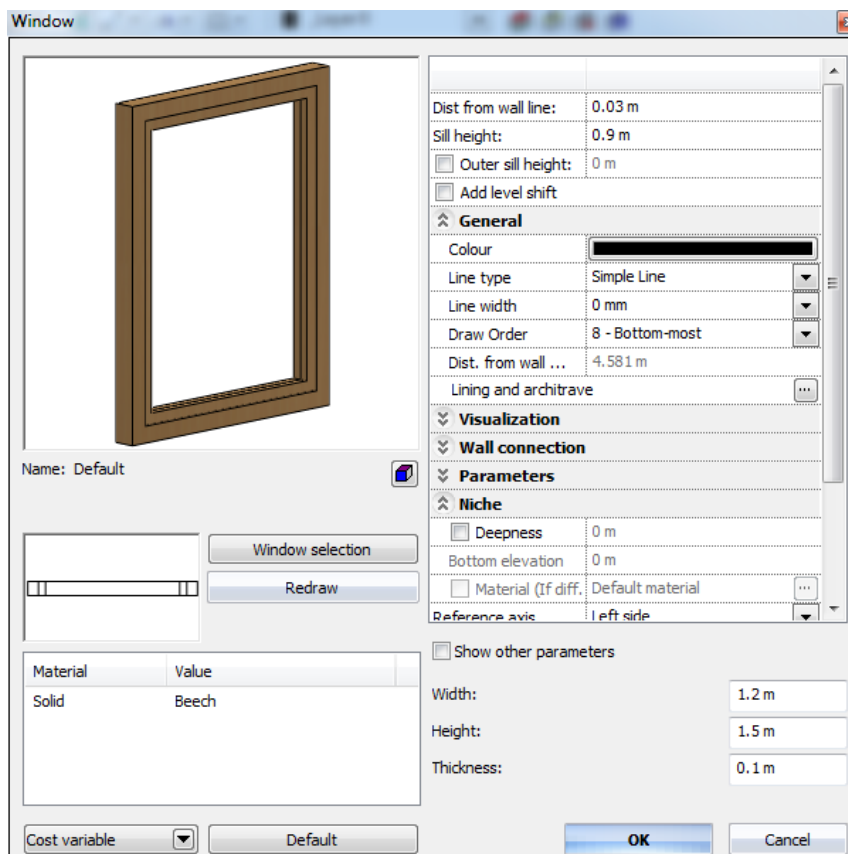 Window
Dist from wall line: 0.03 m
Sill height: 0.9 m
Outer sill height: 0 m
Add level shift
General
Colour
Line type Simple Line
Line width 0 mm
Draw Order 8 - Bottom-most
Dist. from wall ... 4.581 m
Lining and architrave ...
Visualization
Wall connection
Parameters
Niche
Deepness 0 m
Bottom elevation 0 m
Material (If diff. Default material ...
Reference axis Left side
Name: Default
Window selection
Redraw
Material Value
Solid Beech
Show other parameters
Width: 1.2 m
Height: 1.5 m
Thickness: 0.1 m
Cost variable
Default
OK
Cancel